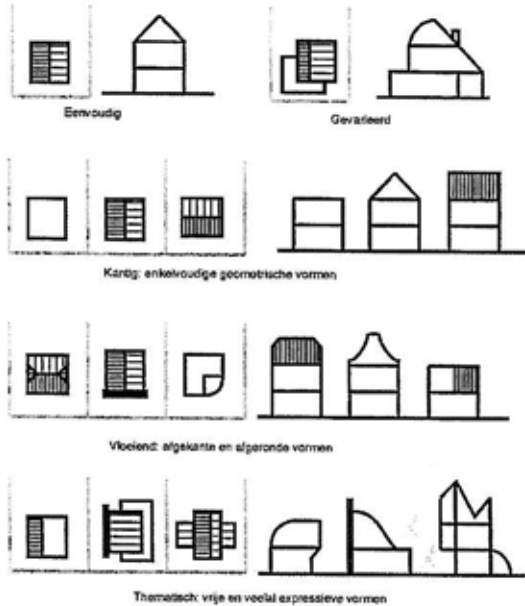 Eenvoudig
Gevarieerd
Kantig: enkelvoudige geometrische vormen
Vloeiend: afgekante en afgeronde vormen
Thematisch: vrije en veelal expressieve vormen